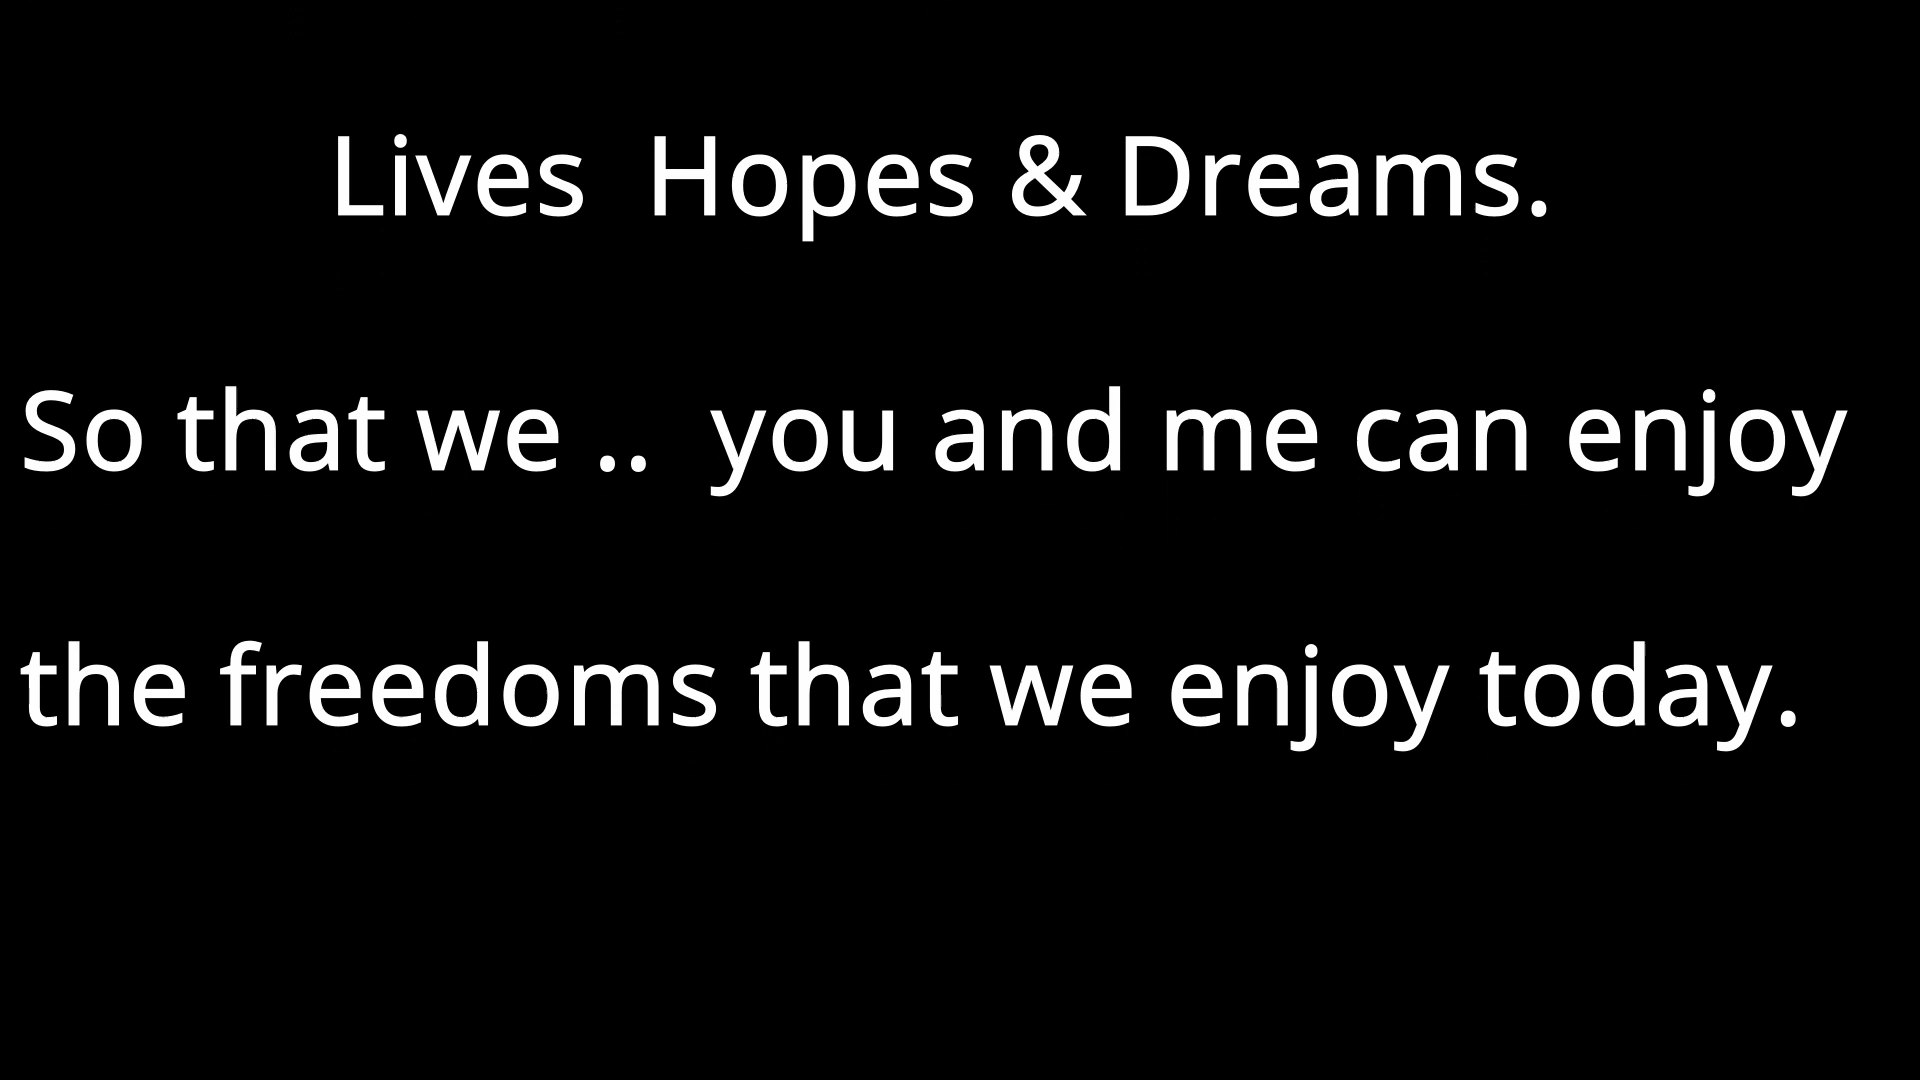 Lives  Hopes & Dreams.
So that we ..  you and me can enjoy
the freedoms that we enjoy today.